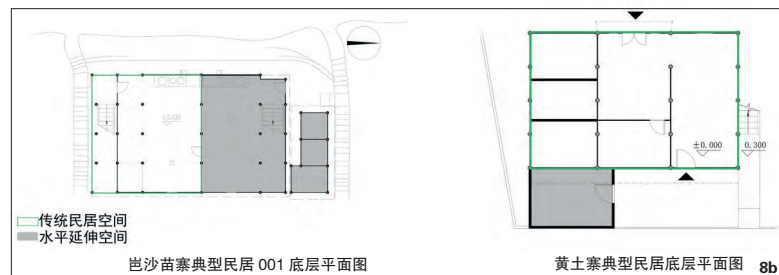 ±0.000
±0.000
0.300
传统民居空间
水平延伸空间
岜沙苗寨典型民居 001 底层平面图
黄土寨典型民居底层平面图
8b